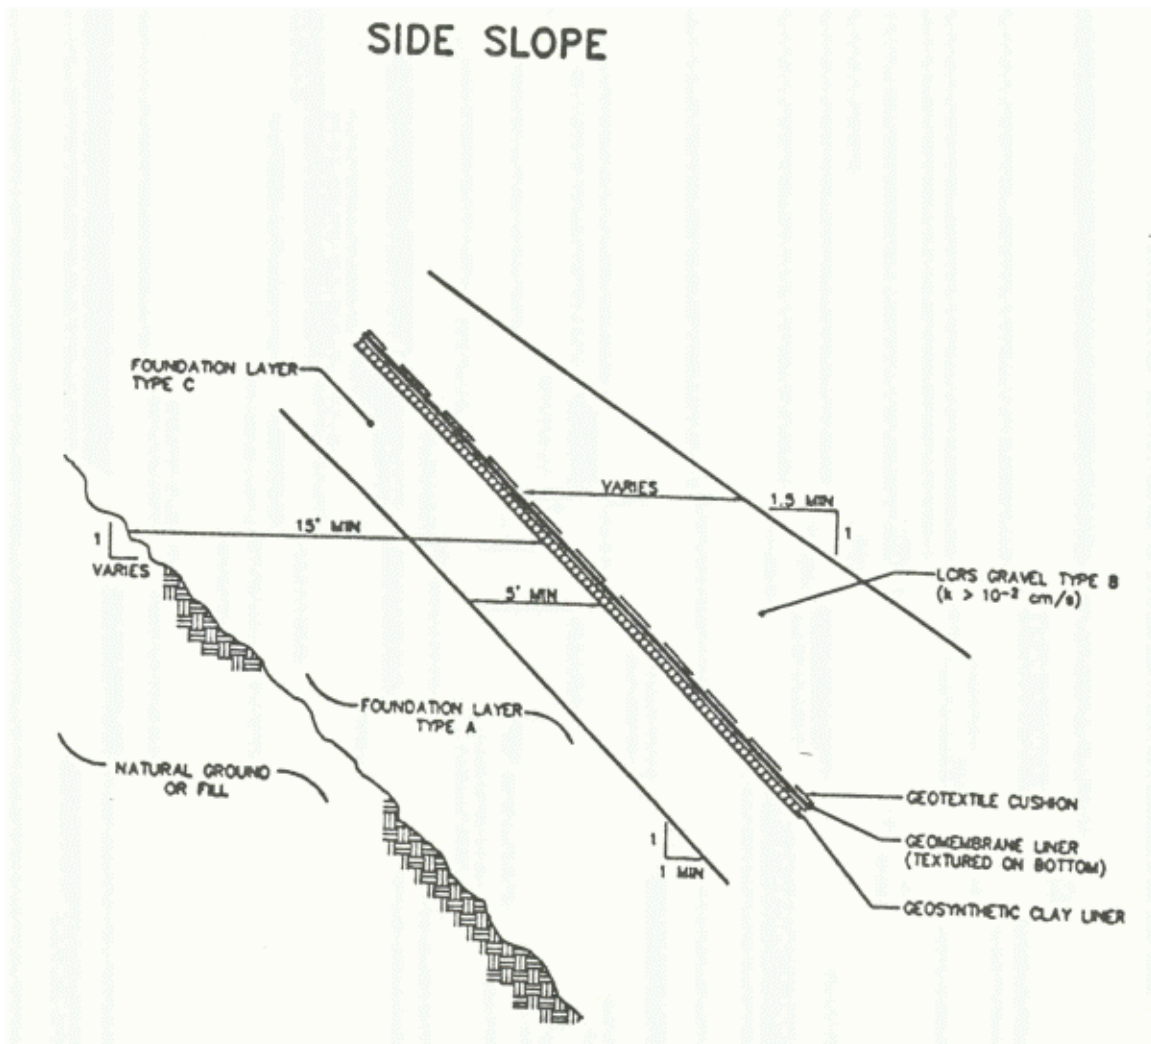 SIDE SLOPE
FOUNDATION LAYER
TYPE C
VARIES
1.5 MIN
1
15' MIN
1
VARIES
5' MIN
LCRS GRAVEL TYPE B
(k > 10⁻² cm/s)
FOUNDATION LAYER
TYPE A
NATURAL GROUND
OR FILL
GEOTEXTILE CUSHION
GEOMEMBRANE LINER
(TEXTURED ON BOTTOM)
1
1 MIN
GEOSYNTHETIC CLAY LINER